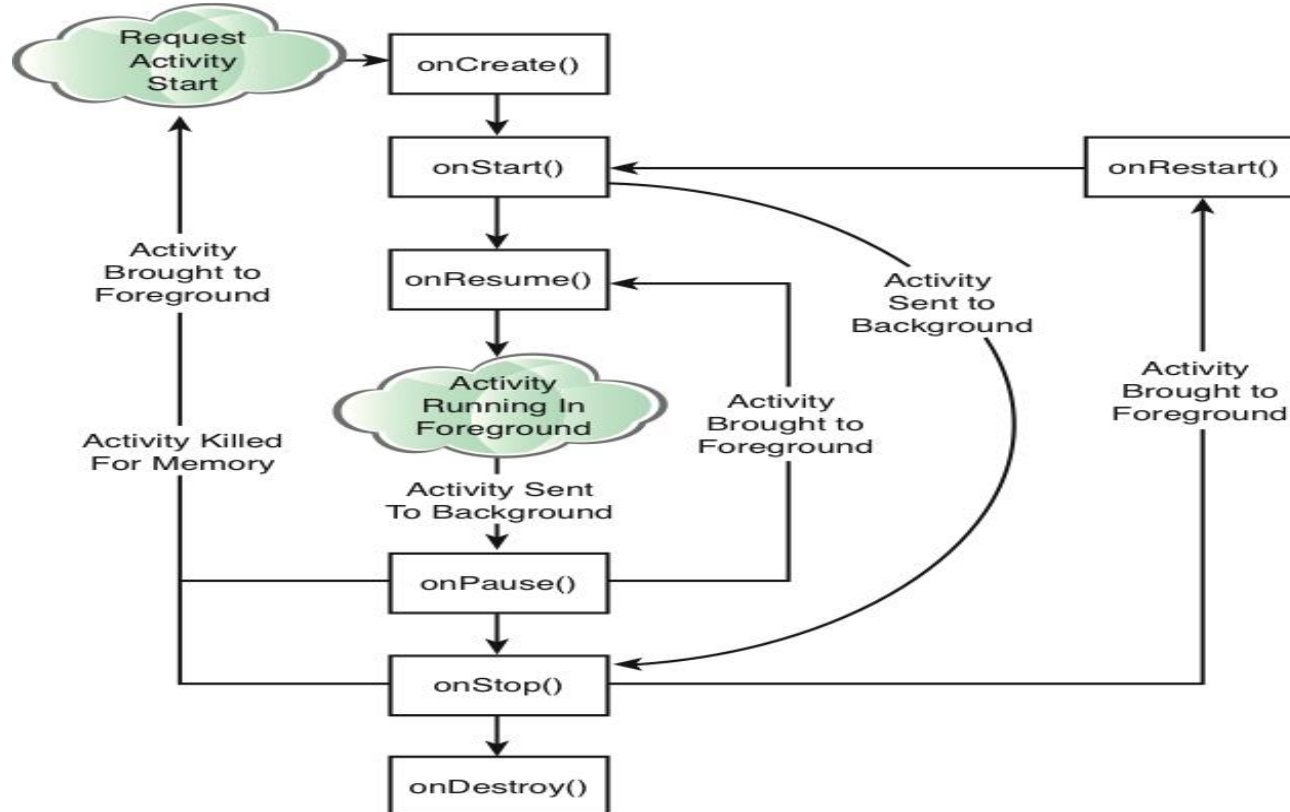 Request
Activity
Start
onCreate()
onStart()
onRestart()
onResume()
Activity
Brought to
Foreground
Activity
Sent to
Background
Activity
Running In
Foreground
Activity
Brought to
Foreground
Activity
Brought to
Foreground
Activity Killed
For Memory
Activity Sent
To Background
onPause()
onStop()
onDestroy()